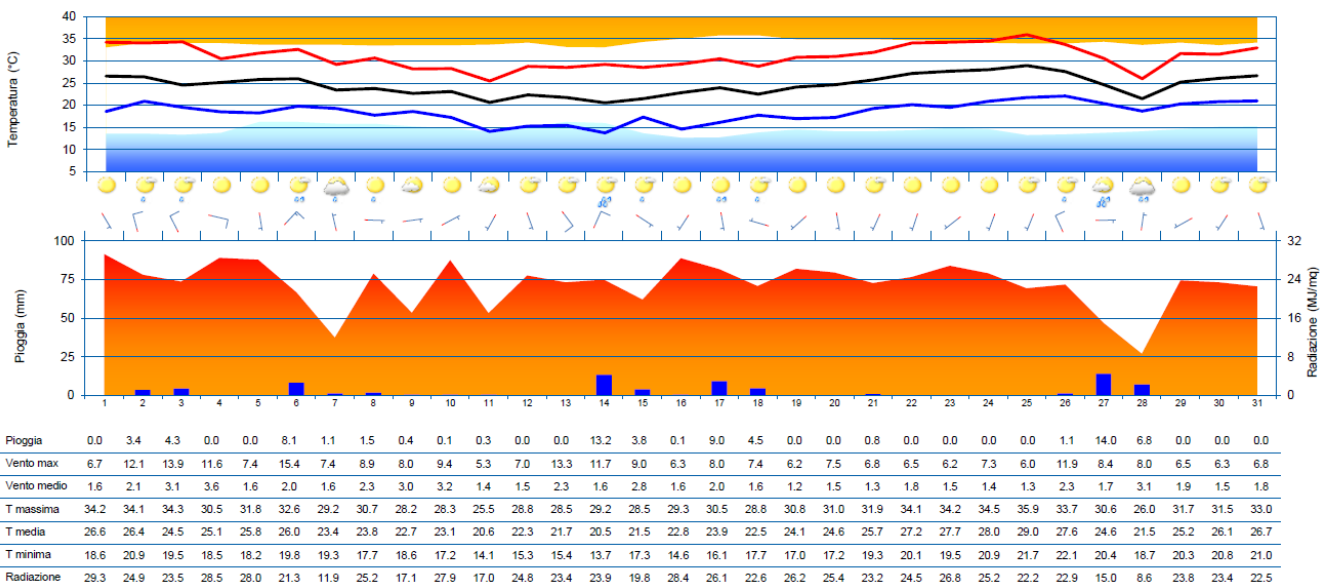 40
35
30
25
20
15
10
5
Temperatura (°C)
100
75
50
25
0
Pioggia (mm)
32
24
16
8
0
Radiazione (MJ/mq)
1 2 3 4 5 6 7 8 9 10 11 12 13 14 15 16 17 18 19 20 21 22 23 24 25 26 27 28 29 30 31
Pioggia 0.0 3.4 4.3 0.0 0.0 8.1 1.1 1.5 0.4 0.1 0.3 0.0 0.0 13.2 3.8 0.1 9.0 4.5 0.0 0.0 0.8 0.0 0.0 0.0 0.0 1.1 14.0 6.8 0.0 0.0 0.0
Vento max 6.7 12.1 13.9 11.6 7.4 15.4 7.4 8.9 8.0 9.4 5.3 7.0 13.3 11.7 9.0 6.3 8.0 7.4 6.2 7.5 6.8 6.5 6.2 7.3 6.0 11.9 8.4 8.0 6.5 6.3 6.8
Vento medio 1.6 2.1 3.1 3.6 1.6 2.0 1.6 2.3 3.0 3.2 1.4 1.5 2.3 1.6 2.8 1.6 2.0 1.6 1.2 1.5 1.3 1.8 1.5 1.4 1.3 2.3 1.7 3.1 1.9 1.5 1.8
T massima 34.2 34.1 34.3 30.5 31.8 32.6 29.2 30.7 28.2 28.3 25.5 28.8 28.5 29.2 28.5 29.3 30.5 28.8 30.8 31.0 31.9 34.1 34.2 34.5 35.9 33.7 30.6 26.0 31.7 31.5 33.0
T media 26.6 26.4 24.5 25.1 25.8 26.0 23.4 23.8 22.7 23.1 20.6 22.3 21.7 20.5 21.5 22.8 23.9 22.5 24.1 24.6 25.7 27.2 27.7 28.0 29.0 27.6 24.6 21.5 25.2 26.1 26.7
T minima 18.6 20.9 19.5 18.5 18.2 19.8 19.3 17.7 18.6 17.2 14.1 15.3 15.4 13.7 17.3 14.6 16.1 17.7 17.0 17.2 19.3 20.1 19.5 20.9 21.7 22.1 20.4 18.7 20.3 20.8 21.0
Radiazione 29.3 24.9 23.5 28.5 28.0 21.3 11.9 25.2 17.1 27.9 17.0 24.8 23.4 23.9 19.8 28.4 26.1 22.6 26.2 25.4 23.2 24.5 26.8 25.2 22.2 22.9 15.0 8.6 23.8 23.4 22.5